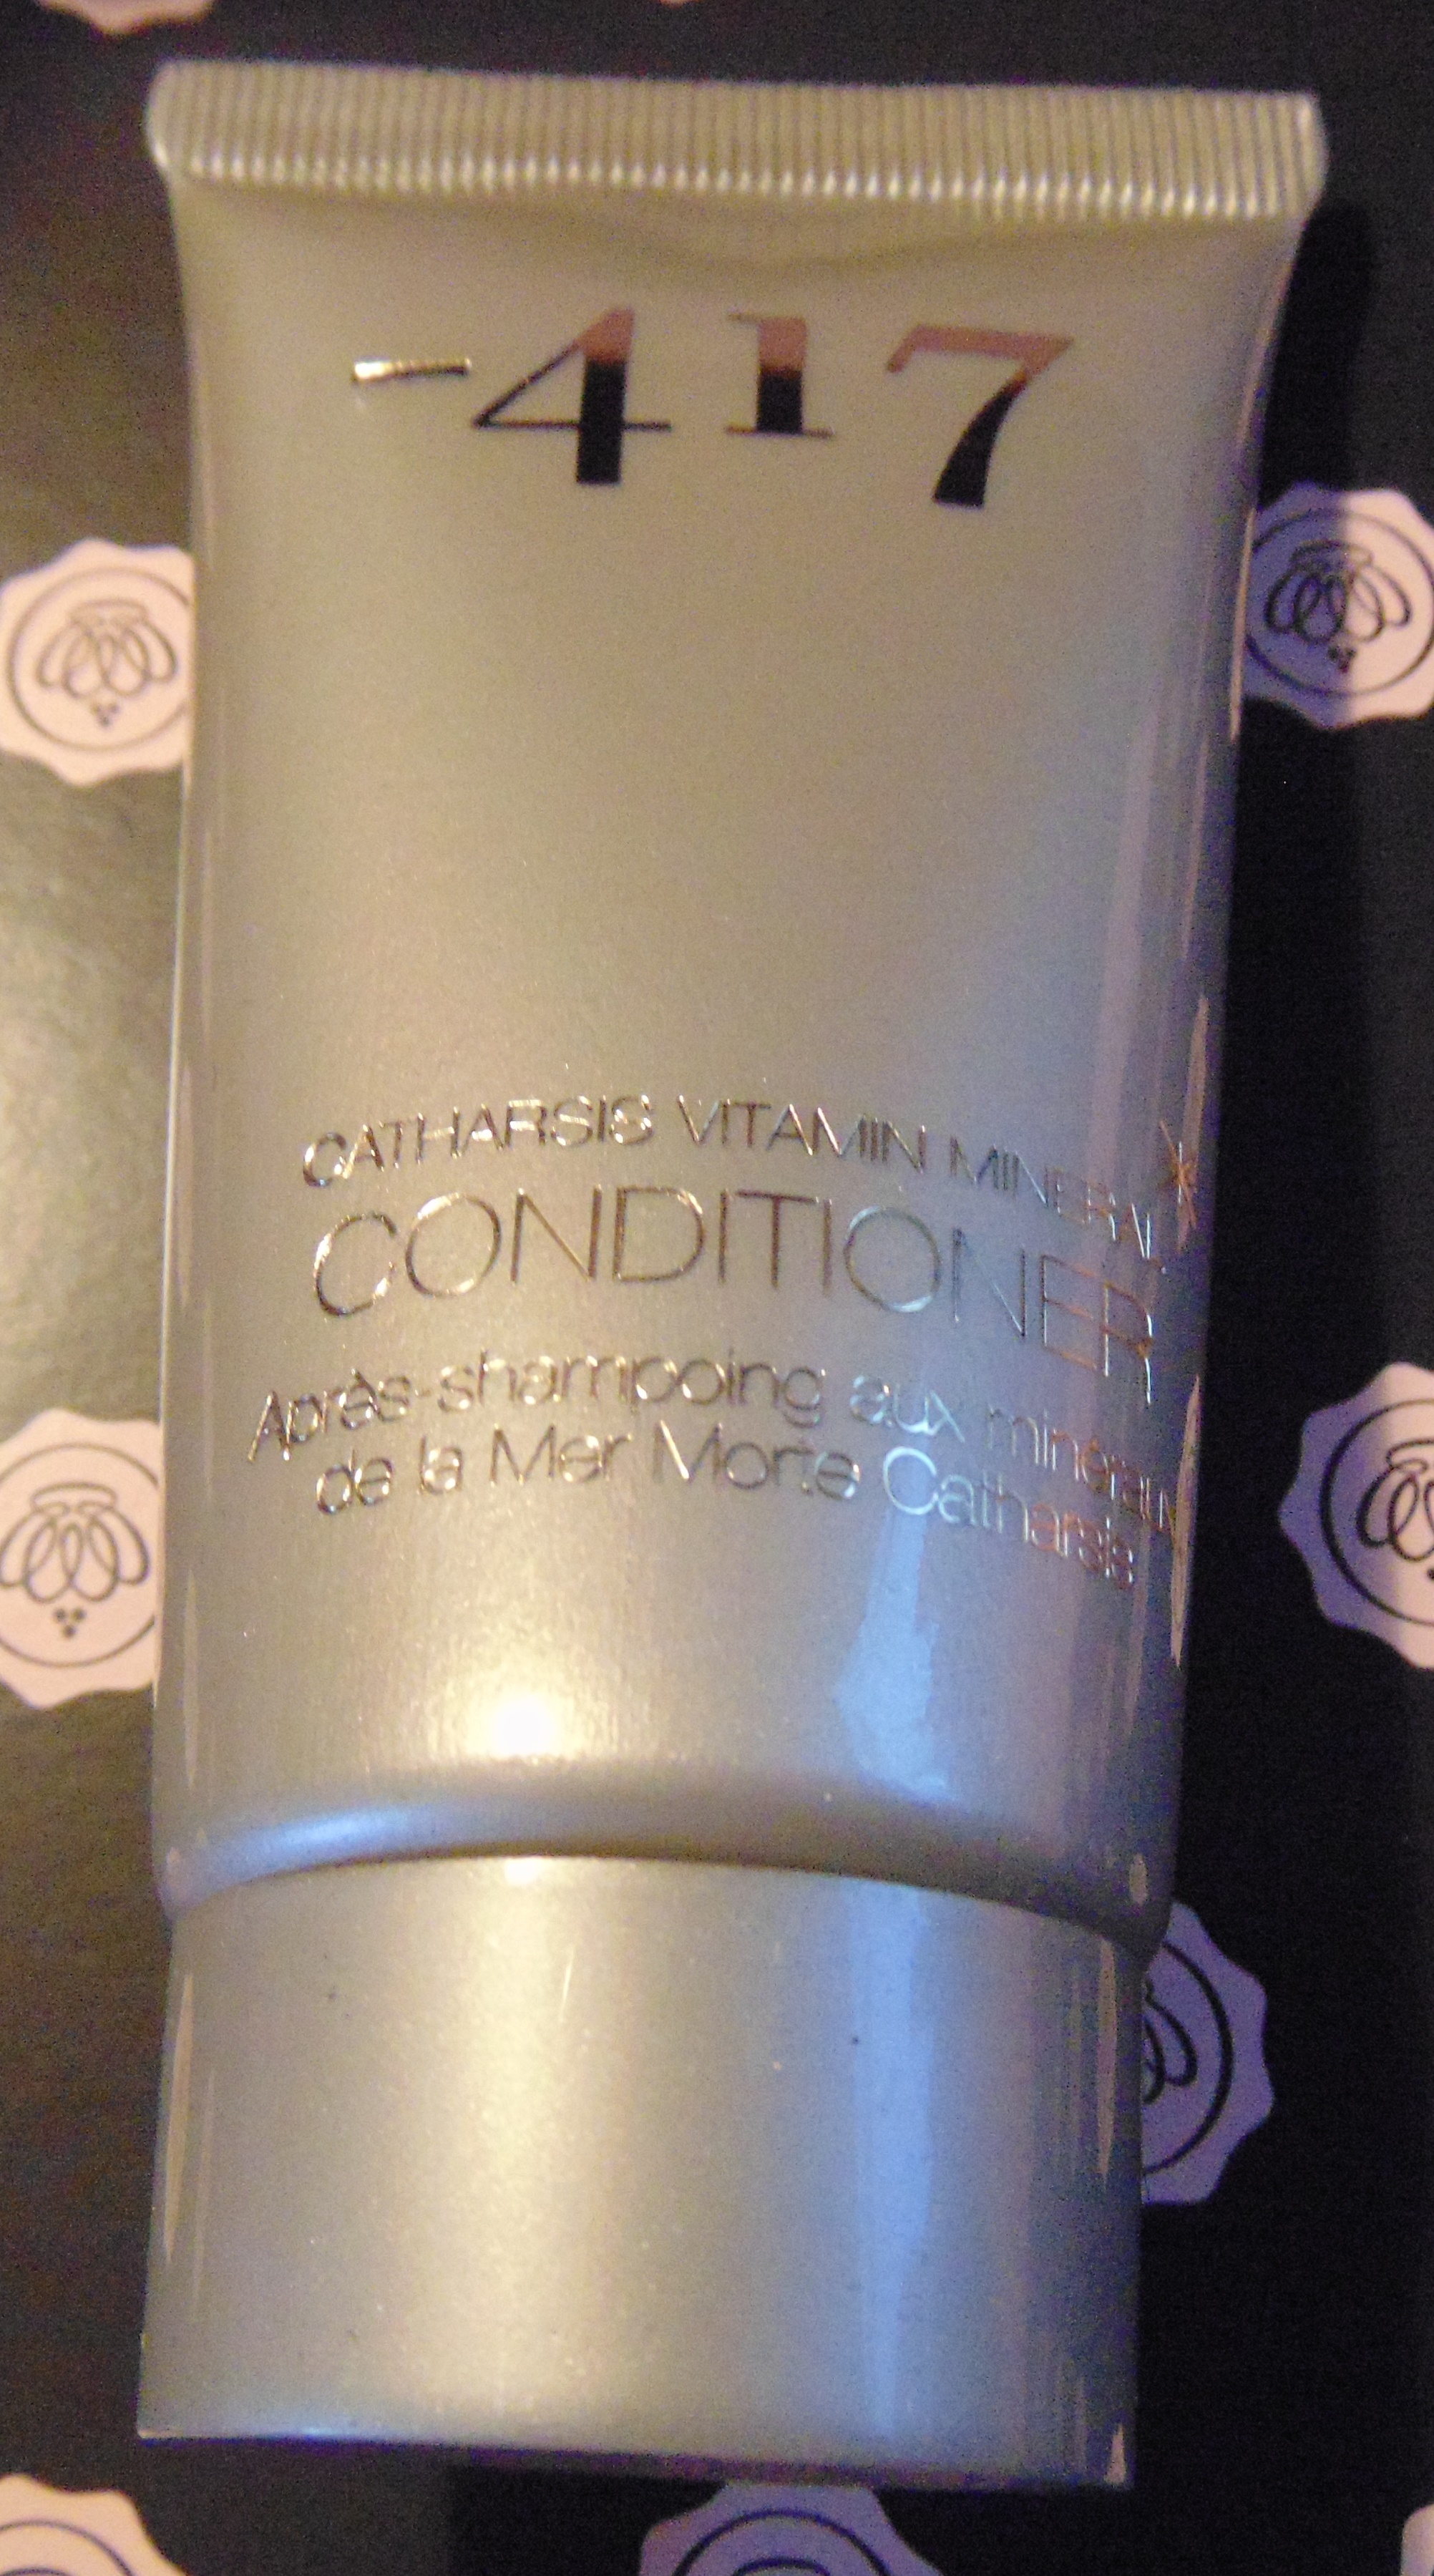 -417
CATHARSIS VITAMIN MINERAL
CONDITIONER
Après-shampoing aux minéraux
de la Mer Morte Catharsis